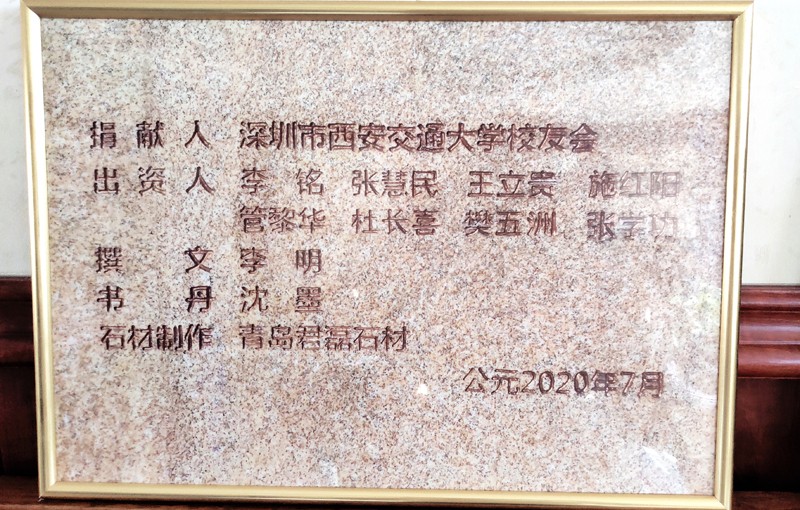 捐献人 深圳市西安交通大学校友会
出资人 李铭 张慧民 王立贵 施红阳
管黎华 杜长喜 樊五洲 张学功
撰文 李明
书丹 沈墨
石材制作 青岛君磊石材
公元2020年7月